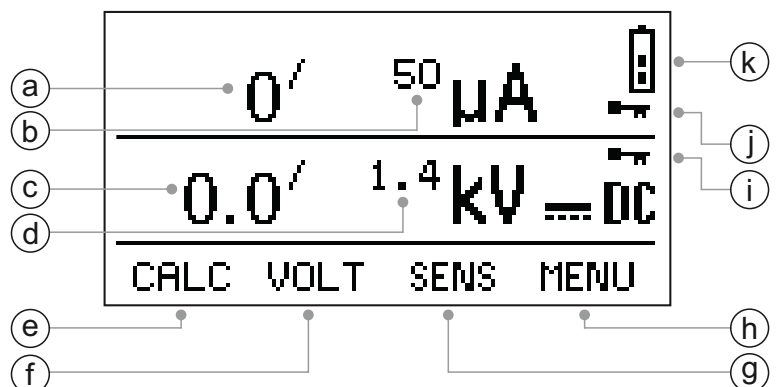 a
b
c
d
e
f
0′ 50 µA
0.0′ 1.4 kV DC
CALC VOLT SENS MENU
k
j
i
h
g